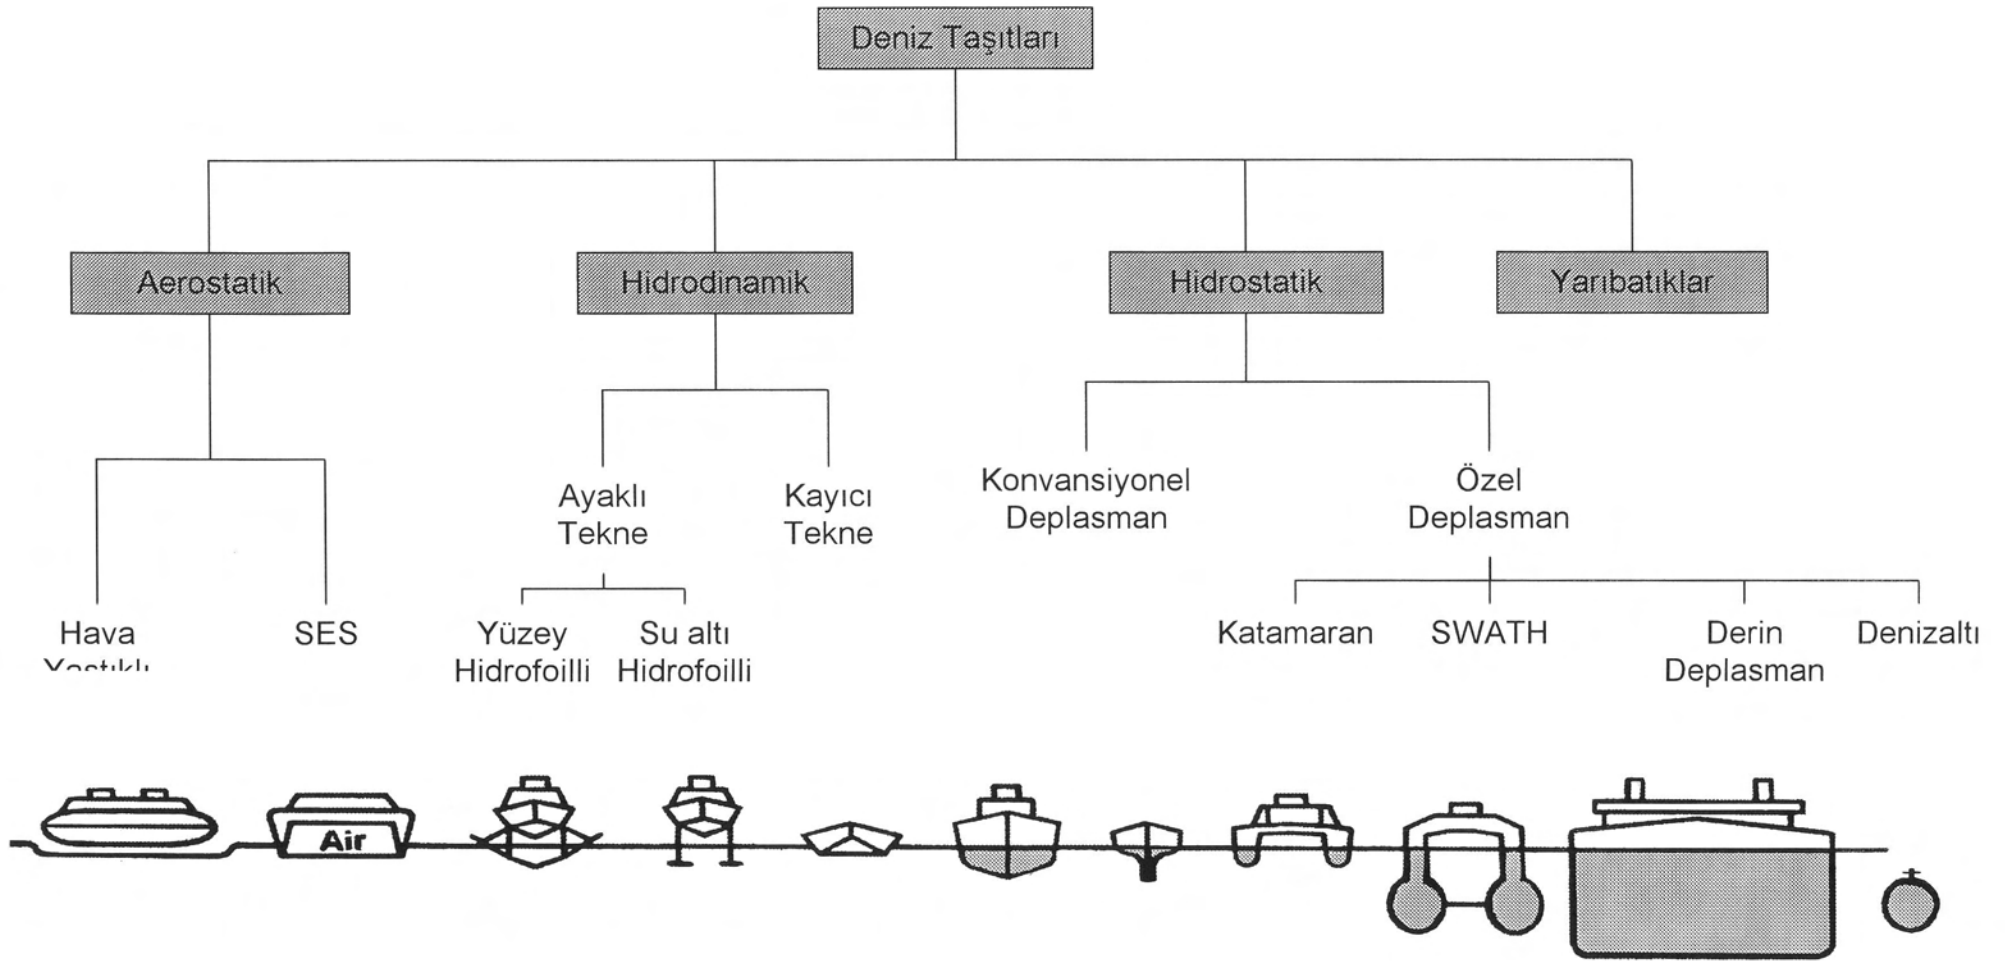 Deniz Taşıtları
Aerostatik
Hidrodinamik
Hidrostatik
Yarıbatıklar
Ayaklı
Tekne
Kayıcı
Tekne
Konvansiyonel
Deplasman
Özel
Deplasman
Hava
Yastıklı
SES
Yüzey
Hidrofoilli
Su altı
Hidrofoilli
Katamaran
SWATH
Derin
Deplasman
Denizaltı
Air